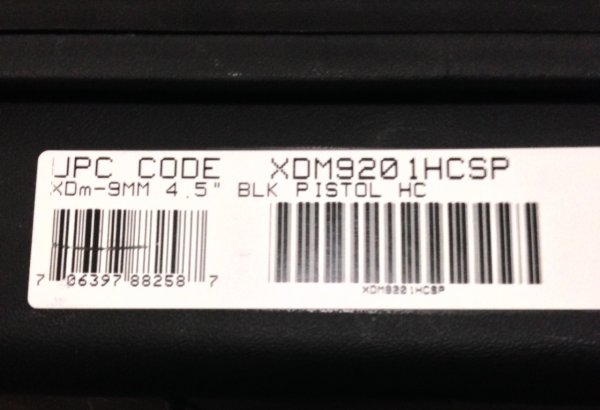 UPC CODE XDM9201HCSP
XDm-9MM 4.5" BLK PISTOL HC
7 06397 88258 7
XDM9201HCSP